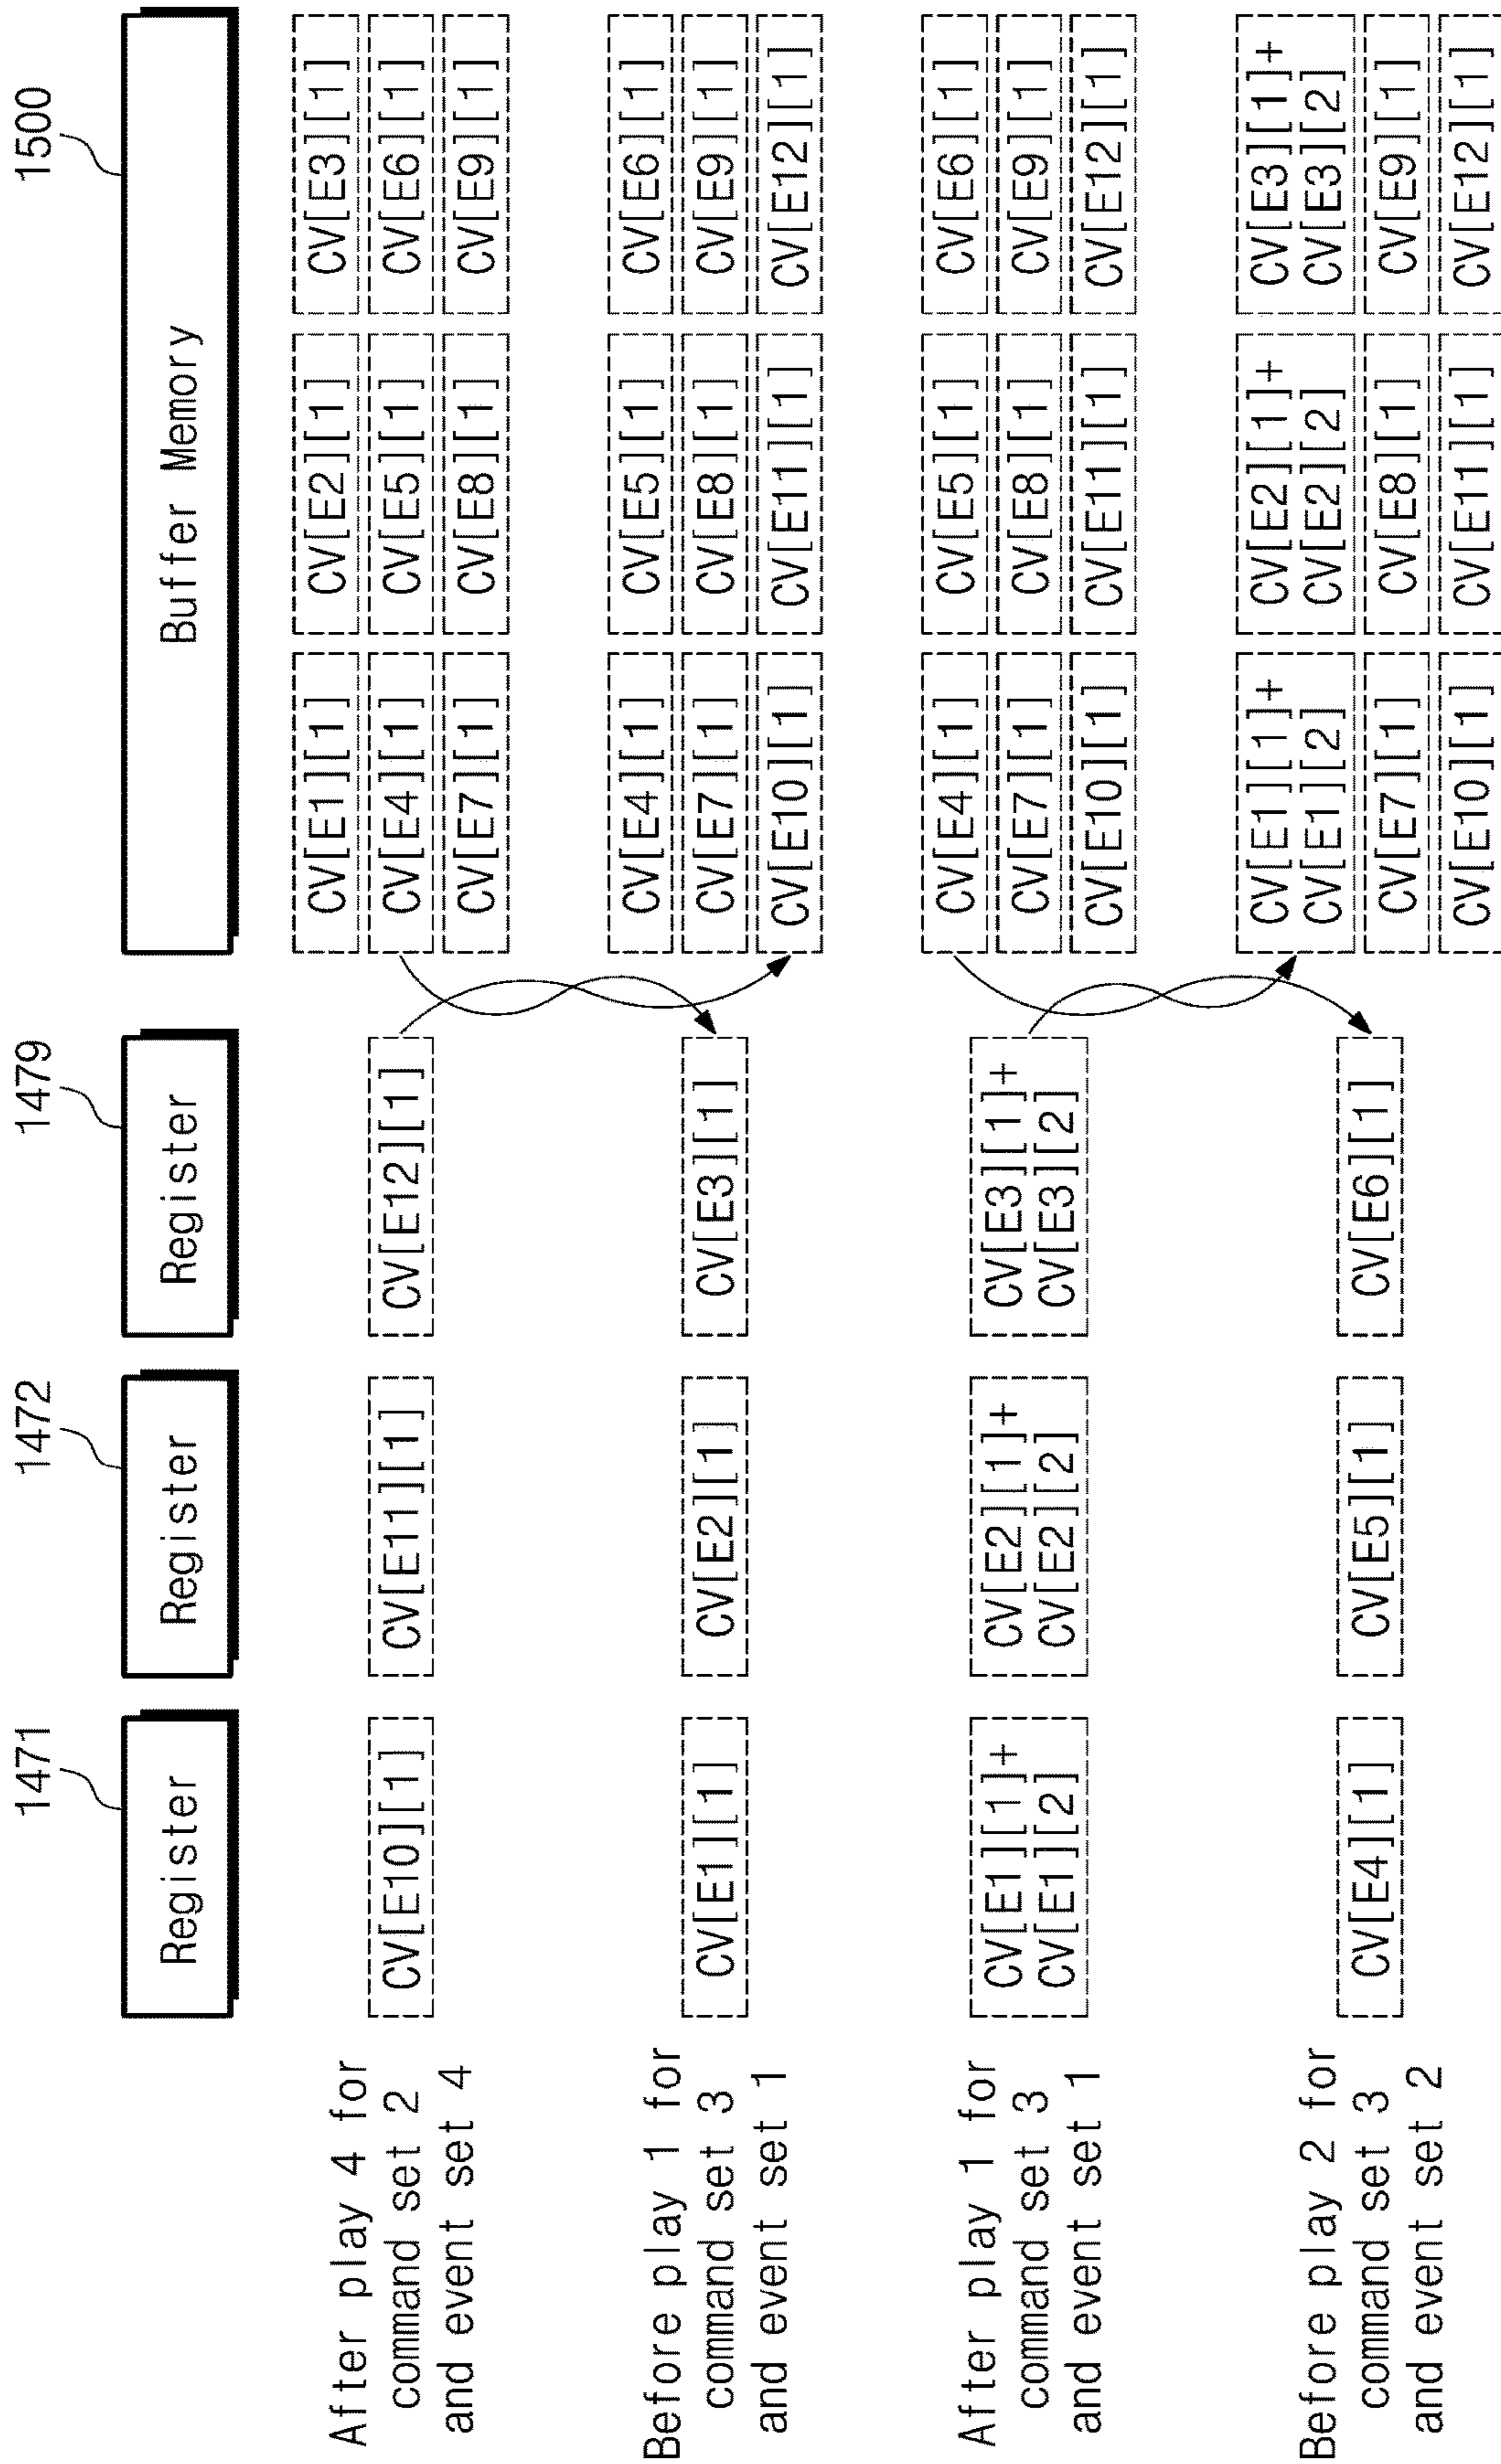 1471
1472
1479
1500
Register
Register
Register
Buffer Memory
After play 4 for
command set 2
and event set 4
CV[E10][1]
CV[E11][1]
CV[E12][1]
CV[E1][1]
CV[E2][1]
CV[E3][1]
CV[E4][1]
CV[E5][1]
CV[E6][1]
CV[E7][1]
CV[E8][1]
CV[E9][1]
Before play 1 for
command set 3
and event set 1
CV[E1][1]
CV[E2][1]
CV[E3][1]
CV[E4][1]
CV[E5][1]
CV[E6][1]
CV[E7][1]
CV[E8][1]
CV[E9][1]
CV[E10][1]
CV[E11][1]
CV[E12][1]
After play 1 for
command set 3
and event set 1
CV[E1][1]+
CV[E1][2]
CV[E2][1]+
CV[E2][2]
CV[E3][1]+
CV[E3][2]
CV[E4][1]
CV[E5][1]
CV[E6][1]
CV[E7][1]
CV[E8][1]
CV[E9][1]
CV[E10][1]
CV[E11][1]
CV[E12][1]
Before play 2 for
command set 3
and event set 2
CV[E4][1]
CV[E5][1]
CV[E6][1]
CV[E1][1]+
CV[E1][2]
CV[E2][1]+
CV[E2][2]
CV[E3][1]+
CV[E3][2]
CV[E7][1]
CV[E8][1]
CV[E9][1]
CV[E10][1]
CV[E11][1]
CV[E12][1]